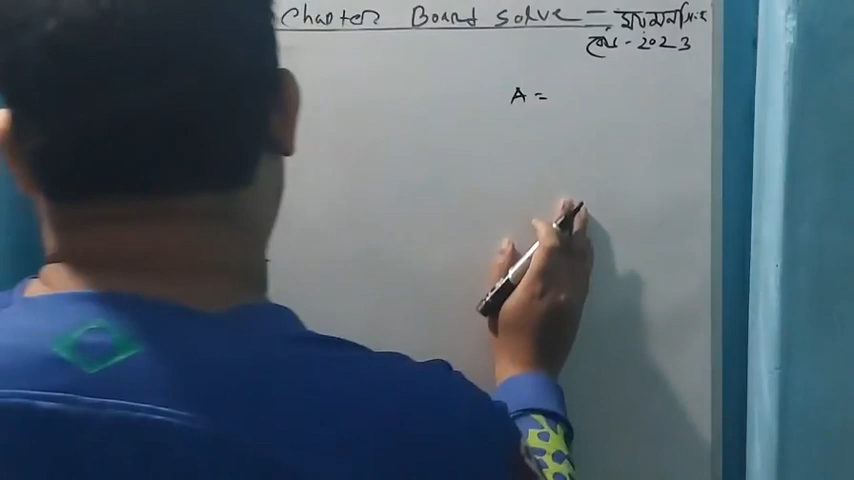 Chapter Board solve = ময়মনসিংহ
বোর্ড - 2023
A =